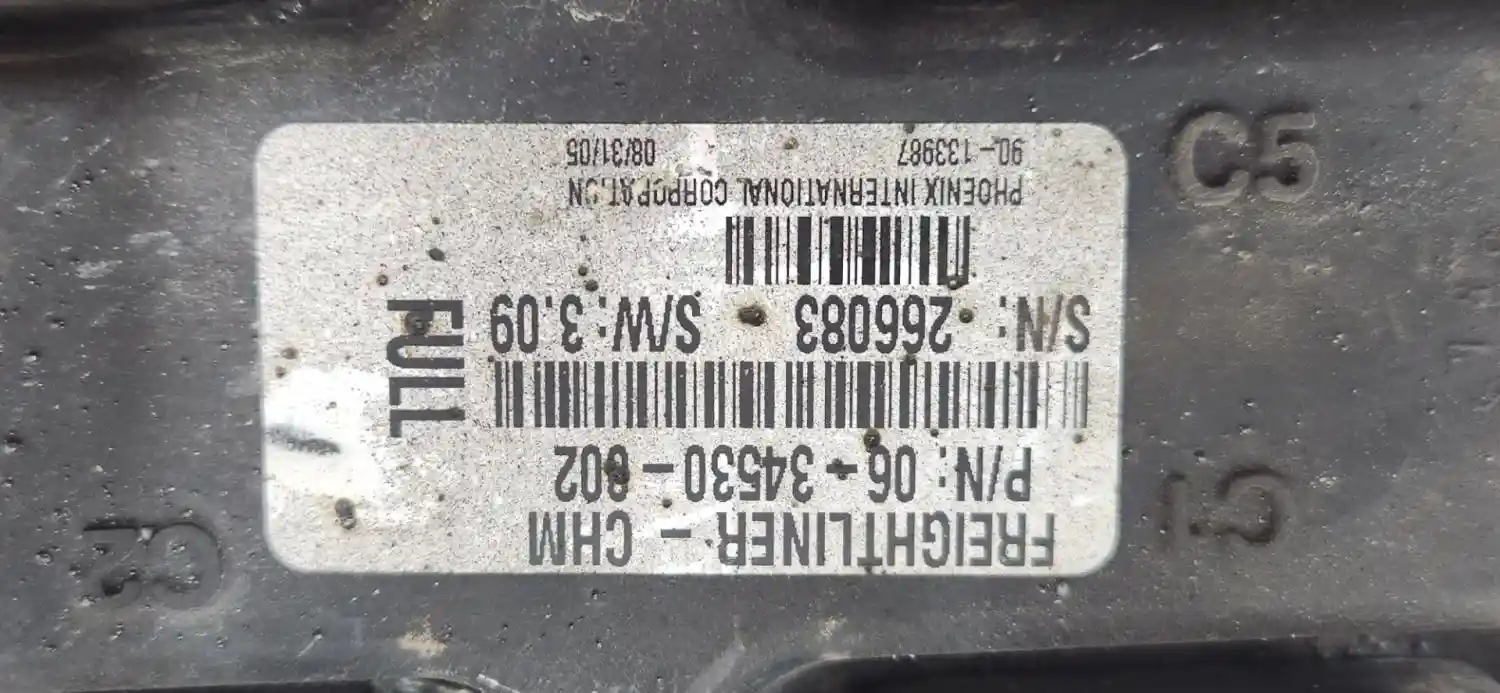 FREIGHTLINER - CHM
P/N: 06-34530-802
FULL
S/N: 266083 S/W: 3.09
PHOENIX INTERNATIONAL CORPORATION
90-133987 08/31/05
C5
C1
C2